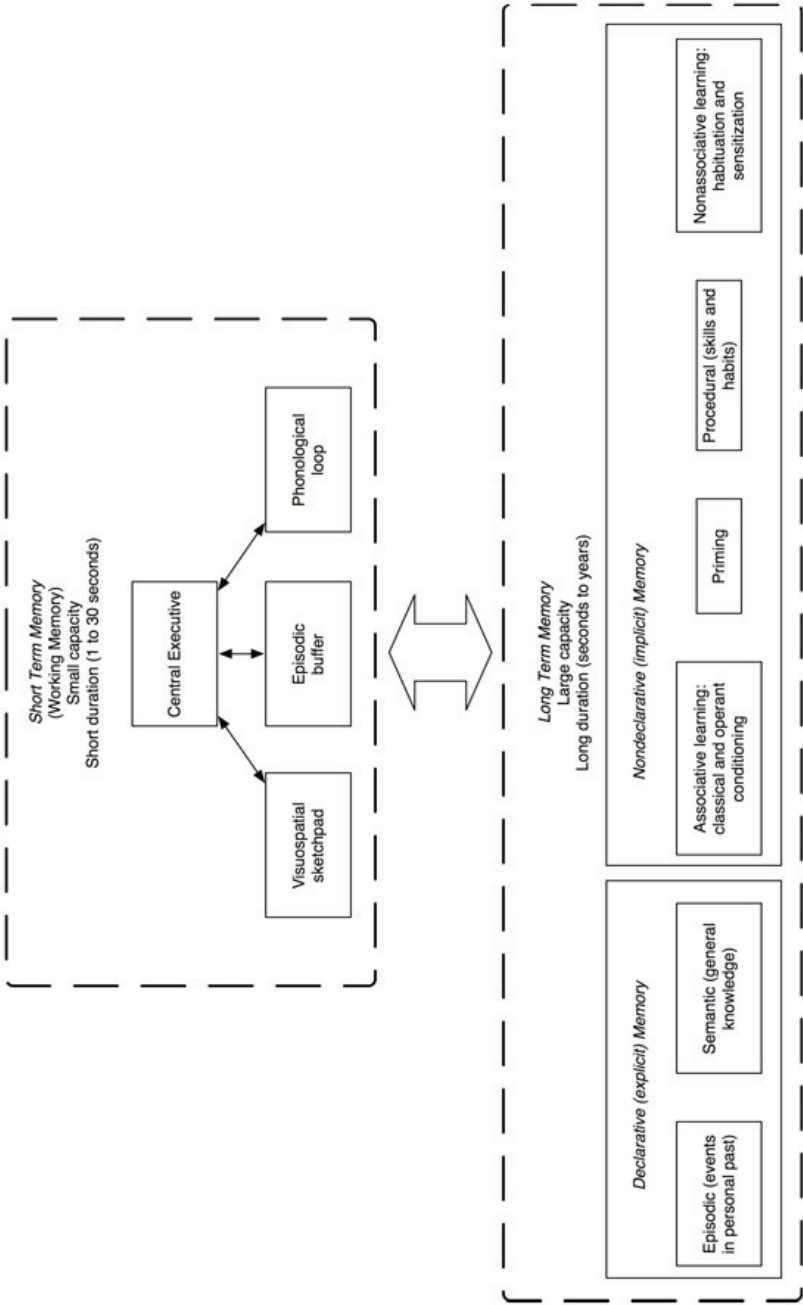 Short Term Memory
(Working Memory)
Small capacity
Short duration (1 to 30 seconds)
Central Executive
Visuospatial
sketchpad
Episodic
buffer
Phonological
loop
Long Term Memory
Large capacity
Long duration (seconds to years)
Declarative (explicit) Memory
Episodic (events
in personal past)
Semantic (general
knowledge)
Nondeclarative (implicit) Memory
Associative learning:
classical and operant
conditioning
Priming
Procedural (skills and
habits)
Nonassociative learning:
habituation and
sensitization